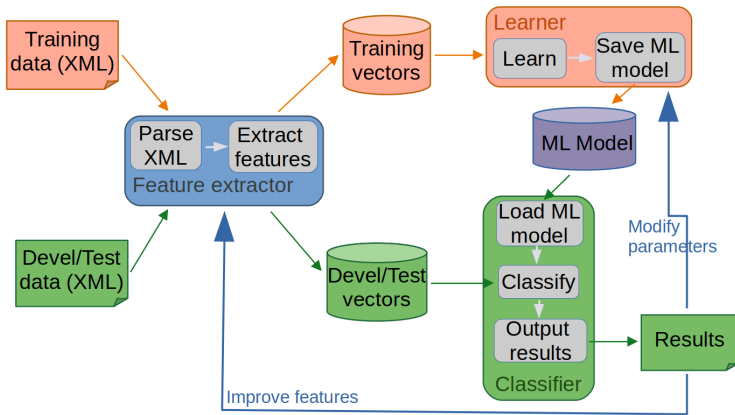 Training
data (XML)
Training
vectors
Learner
Learn
Save ML
model
Parse
XML
Extract
features
Feature extractor
ML Model
Devel/Test
data (XML)
Devel/Test
vectors
Load ML
model
Classify
Output
results
Classifier
Modify
parameters
Results
Improve features